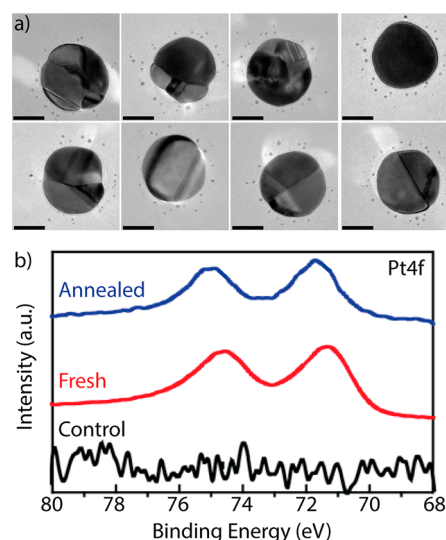 a)
b)
Pt4f
Annealed
Fresh
Control
Intensity (a.u.)
80 78 76 74 72 70 68
Binding Energy (eV)